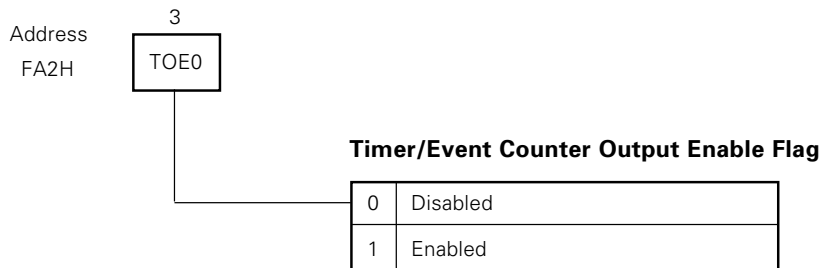 3
Address
FA2H
TOE0
Timer/Event Counter Output Enable Flag
0 Disabled
1 Enabled